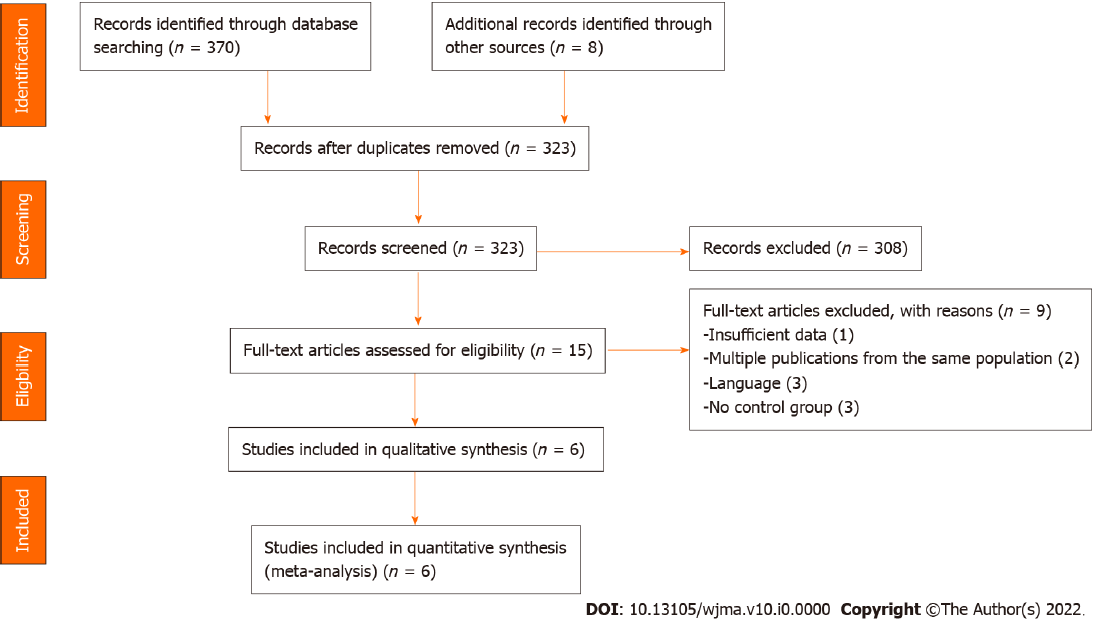 Identification
Records identified through database
searching (n = 370)
Additional records identified through
other sources (n = 8)
Records after duplicates removed (n = 323)
Screening
Records screened (n = 323)
Records excluded (n = 308)
Eligbility
Full-text articles assessed for eligibility (n = 15)
Full-text articles excluded, with reasons (n = 9)
-Insufficient data (1)
-Multiple publications from the same population (2)
-Language (3)
-No control group (3)
Studies included in qualitative synthesis (n = 6)
Included
Studies included in quantitative synthesis
(meta-analysis) (n = 6)
DOI: 10.13105/wjma.v10.i0.0000 Copyright ©The Author(s) 2022.